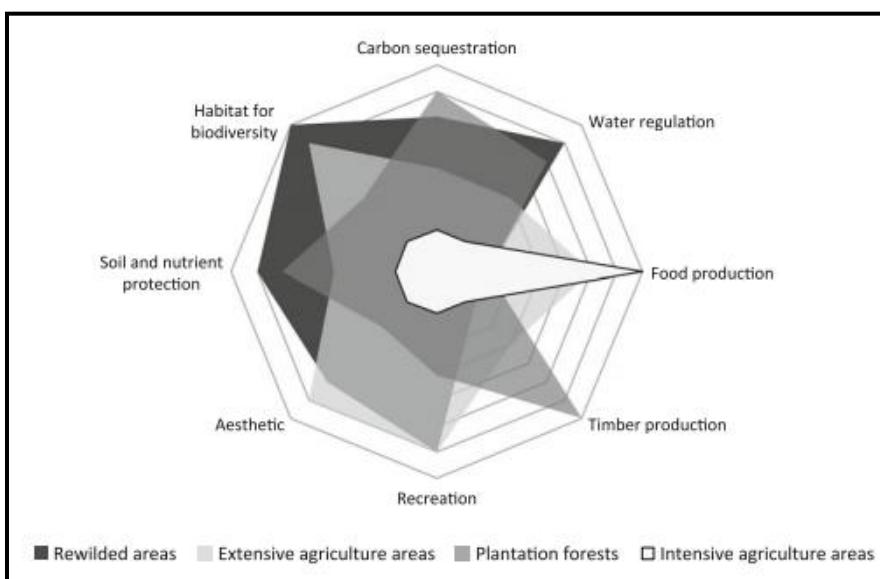 Carbon sequestration
Habitat for
biodiversity
Water regulation
Soil and nutrient
protection
Food production
Aesthetic
Timber production
Recreation
Rewilded areas
Extensive agriculture areas
Plantation forests
Intensive agriculture areas